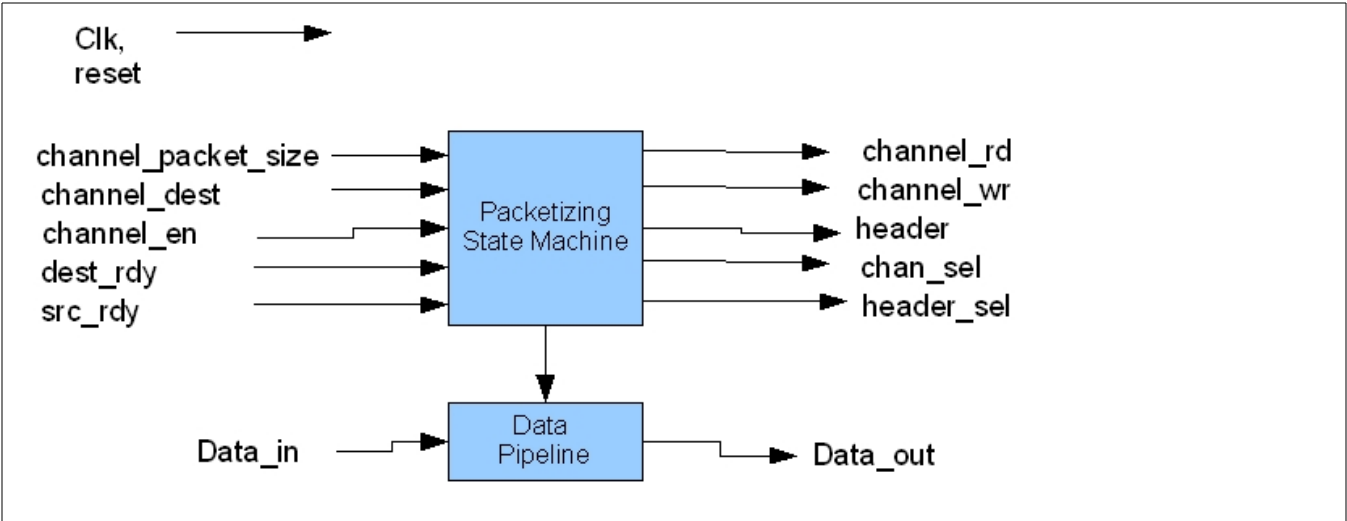 Clk,
reset
channel_packet_size
channel_dest
channel_en
dest_rdy
src_rdy
Packetizing
State Machine
channel_rd
channel_wr
header
chan_sel
header_sel
Data_in
Data
Pipeline
Data_out